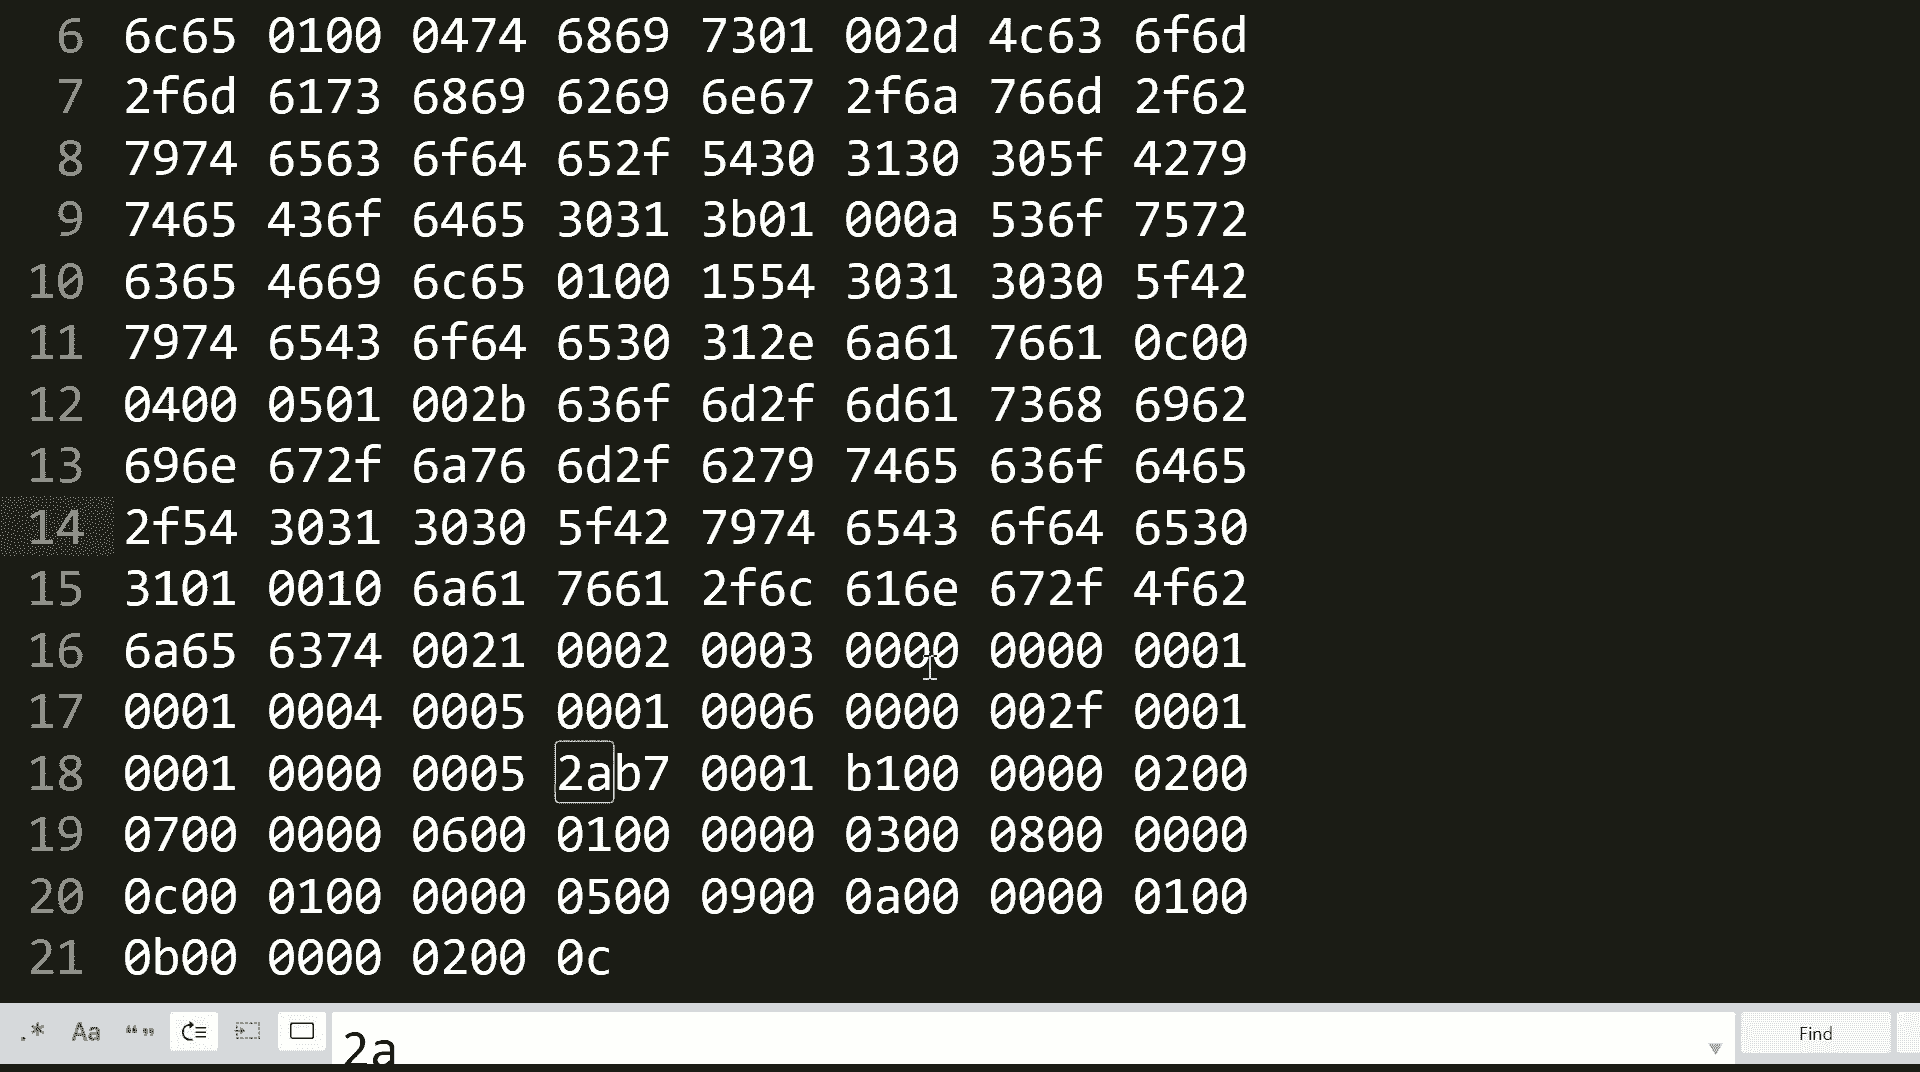 6 6c65 0100 0474 6869 7301 002d 4c63 6f6d
7 2f6d 6173 6869 6269 6e67 2f6a 766d 2f62
8 7974 6563 6f64 652f 5430 3130 305f 4279
9 7465 436f 6465 3031 3b01 000a 536f 7572
10 6365 4669 6c65 0100 1554 3031 3030 5f42
11 7974 6543 6f64 6530 312e 6a61 7661 0c00
12 0400 0501 002b 636f 6d2f 6d61 7368 6962
13 696e 672f 6a76 6d2f 6279 7465 636f 6465
14 2f54 3031 3030 5f42 7974 6543 6f64 6530
15 3101 0010 6a61 7661 2f6c 616e 672f 4f62
16 6a65 6374 0021 0002 0003 0000 0000 0001
17 0001 0004 0005 0001 0006 0000 002f 0001
18 0001 0000 0005 2ab7 0001 b100 0000 0200
19 0700 0000 0600 0100 0000 0300 0800 0000
20 0c00 0100 0000 0500 0900 0a00 0000 0100
21 0b00 0000 0200 0c
.* Aa “” 2a Find